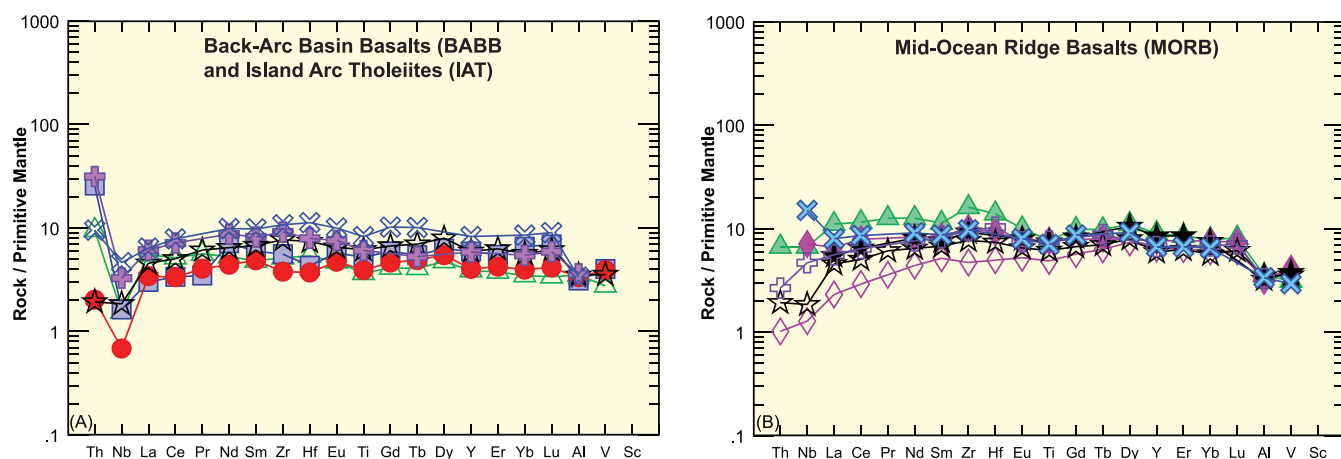 1000
100
10
1
.1
Rock / Primitive Mantle
Back-Arc Basin Basalts (BABB
and Island Arc Tholeiites (IAT)
(A)
Th Nb La Ce Pr Nd Sm Zr Hf Eu Ti Gd Tb Dy Y Er Yb Lu Al V Sc
1000
100
10
1
.1
Rock / Primitive Mantle
Mid-Ocean Ridge Basalts (MORB)
(B)
Th Nb La Ce Pr Nd Sm Zr Hf Eu Ti Gd Tb Dy Y Er Yb Lu Al V Sc